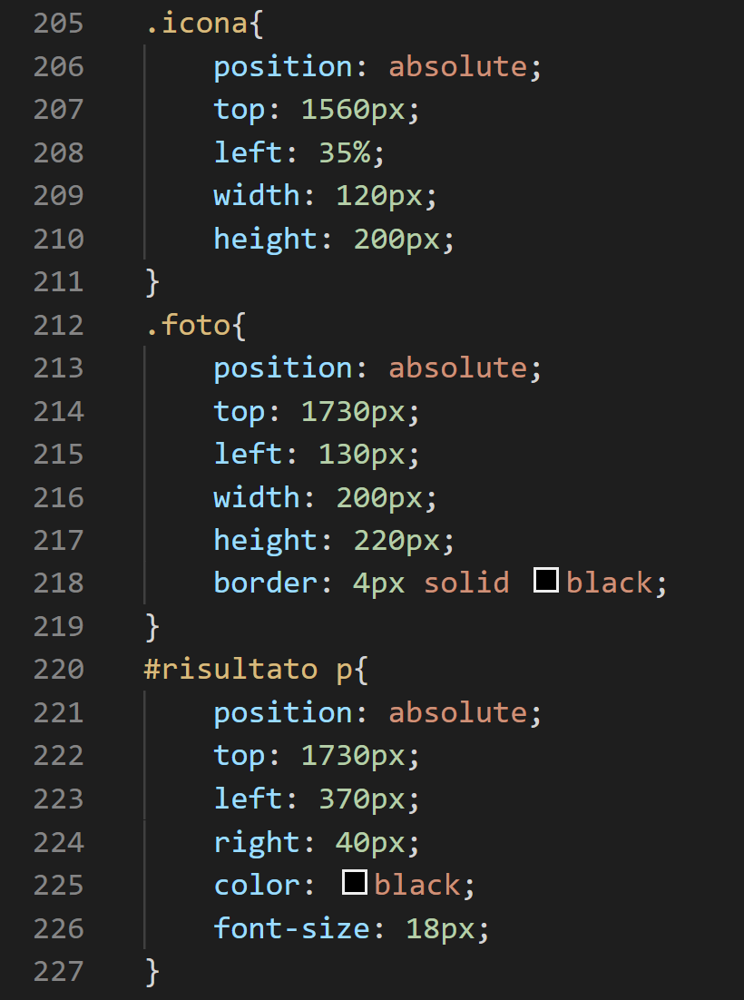 205 .icona{
206 position: absolute;
207 top: 1560px;
208 left: 35%;
209 width: 120px;
210 height: 200px;
211 }
212 .foto{
213 position: absolute;
214 top: 1730px;
215 left: 130px;
216 width: 200px;
217 height: 220px;
218 border: 4px solid black;
219 }
220 #risultato p{
221 position: absolute;
222 top: 1730px;
223 left: 370px;
224 right: 40px;
225 color: black;
226 font-size: 18px;
227 }